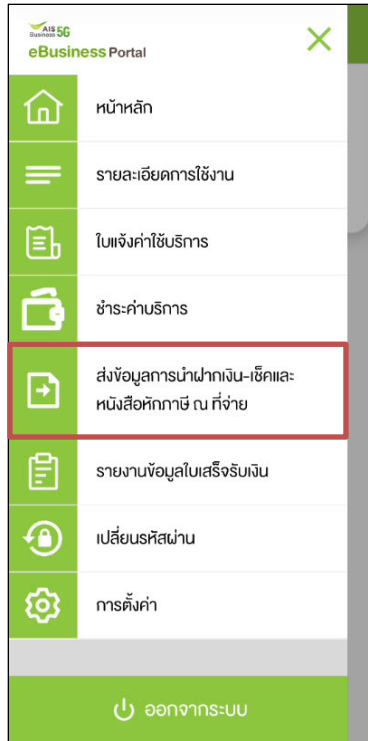 AIS 5G
Business
eBusiness Portal
หน้าหลัก
รายละเอียดการใช้งาน
ใบแจ้งค่าใช้บริการ
ชำระค่าบริการ
ส่งข้อมูลการนำฝากเงิน-เช็คและ
หนังสือหักภาษี ณ ที่จ่าย
รายงานข้อมูลใบเสร็จรับเงิน
เปลี่ยนรหัสผ่าน
การตั้งค่า
ออกจากระบบ